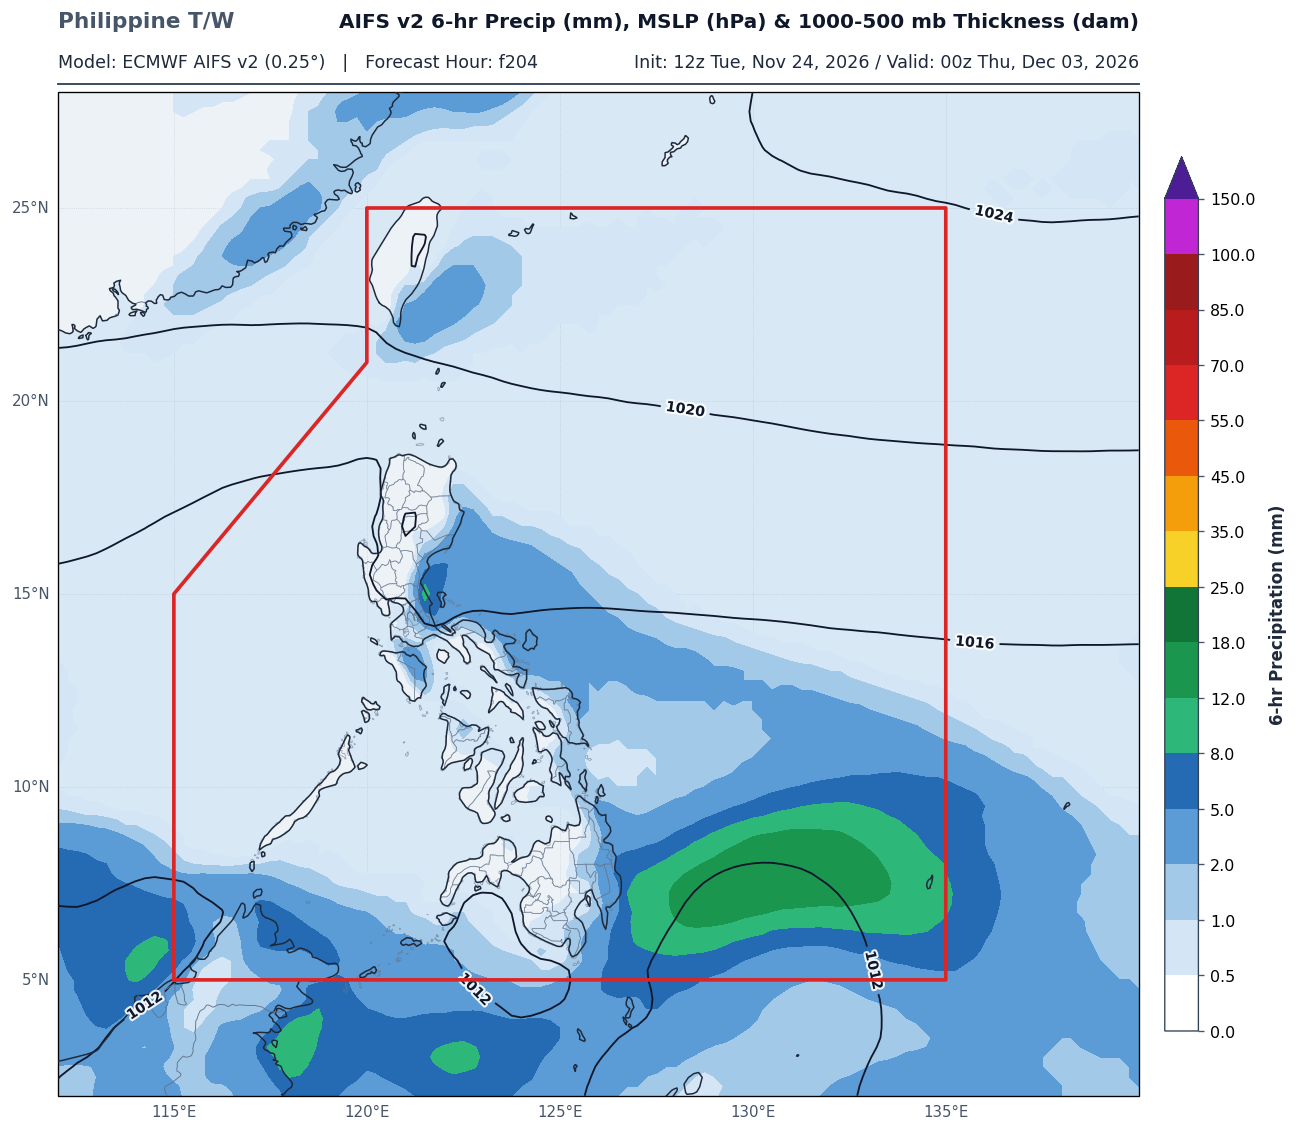 Philippine T/W
AIFS v2 6-hr Precip (mm), MSLP (hPa) & 1000-500 mb Thickness (dam)
Model: ECMWF AIFS v2 (0.25°) | Forecast Hour: f204
Init: 12z Tue, Nov 24, 2026 / Valid: 00z Thu, Dec 03, 2026
25°N
20°N
15°N
10°N
5°N
115°E
120°E
125°E
130°E
135°E
1024
1020
1016
1012
1012
1012
150.0
100.0
85.0
70.0
55.0
45.0
35.0
25.0
18.0
12.0
8.0
5.0
2.0
1.0
0.5
0.0
6-hr Precipitation (mm)